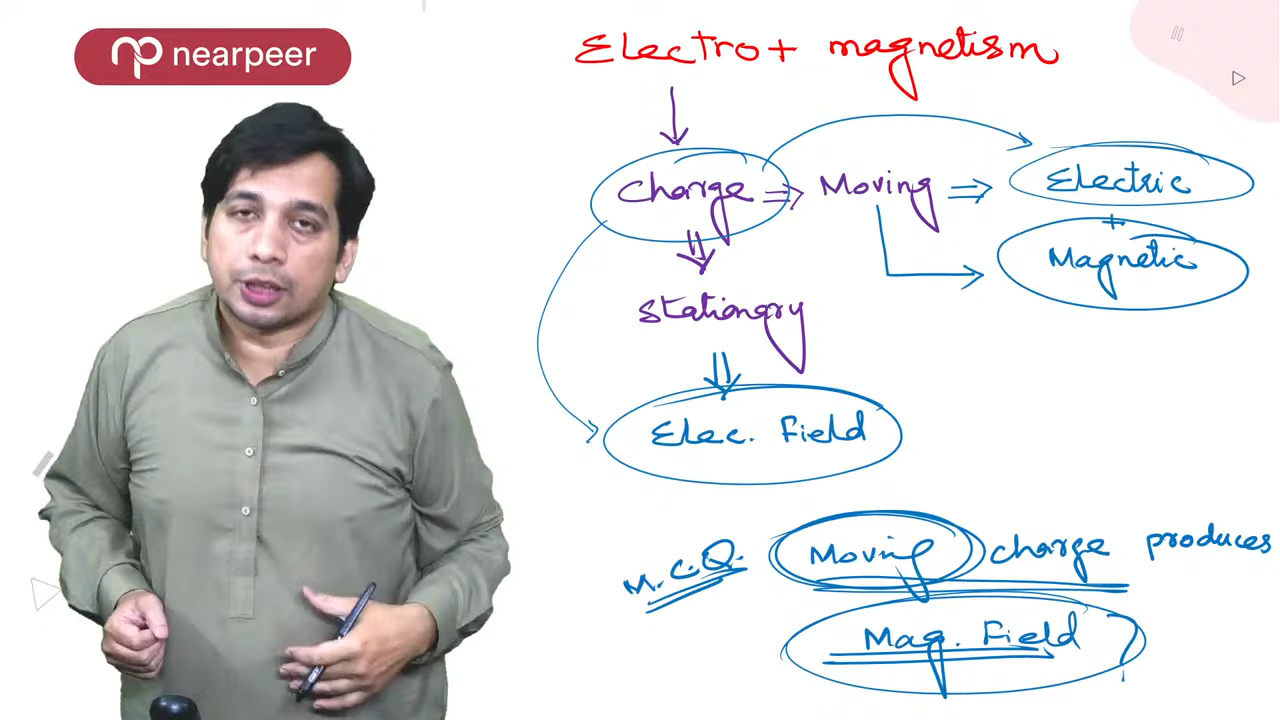 nearpeer
Electro + magnetism
Charge ⇒ Moving ⇒ Electric
+
Magnetic
Stationary
Elec. Field
M.C.Q. Moving charge produces
Mag. Field ?